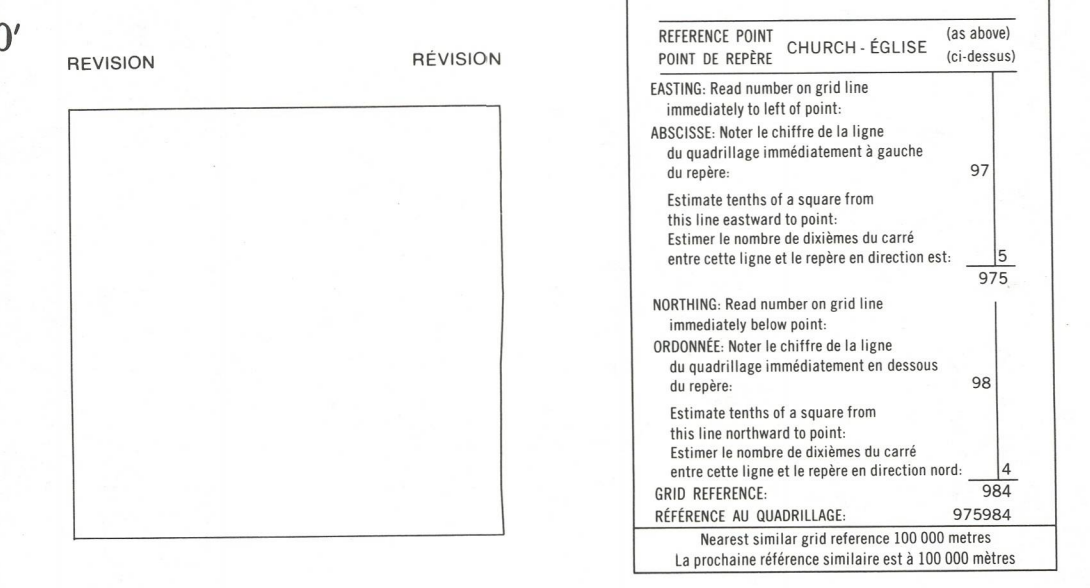 0'
REVISION RÉVISION
REFERENCE POINT
POINT DE REPÈRE
CHURCH - ÉGLISE
(as above)
(ci-dessus)
EASTING: Read number on grid line
immediately to left of point:
ABSCISSE: Noter le chiffre de la ligne
du quadrillage immédiatement à gauche
du repère: 97
Estimate tenths of a square from
this line eastward to point:
Estimer le nombre de dixièmes du carré
entre cette ligne et le repère en direction est: 5
975
NORTHING: Read number on grid line
immediately below point:
ORDONNÉE: Noter le chiffre de la ligne
du quadrillage immédiatement en dessous
du repère: 98
Estimate tenths of a square from
this line northward to point:
Estimer le nombre de dixièmes du carré
entre cette ligne et le repère en direction nord: 4
GRID REFERENCE: 984
RÉFÉRENCE AU QUADRILLAGE: 975984
Nearest similar grid reference 100 000 metres
La prochaine référence similaire est à 100 000 mètres